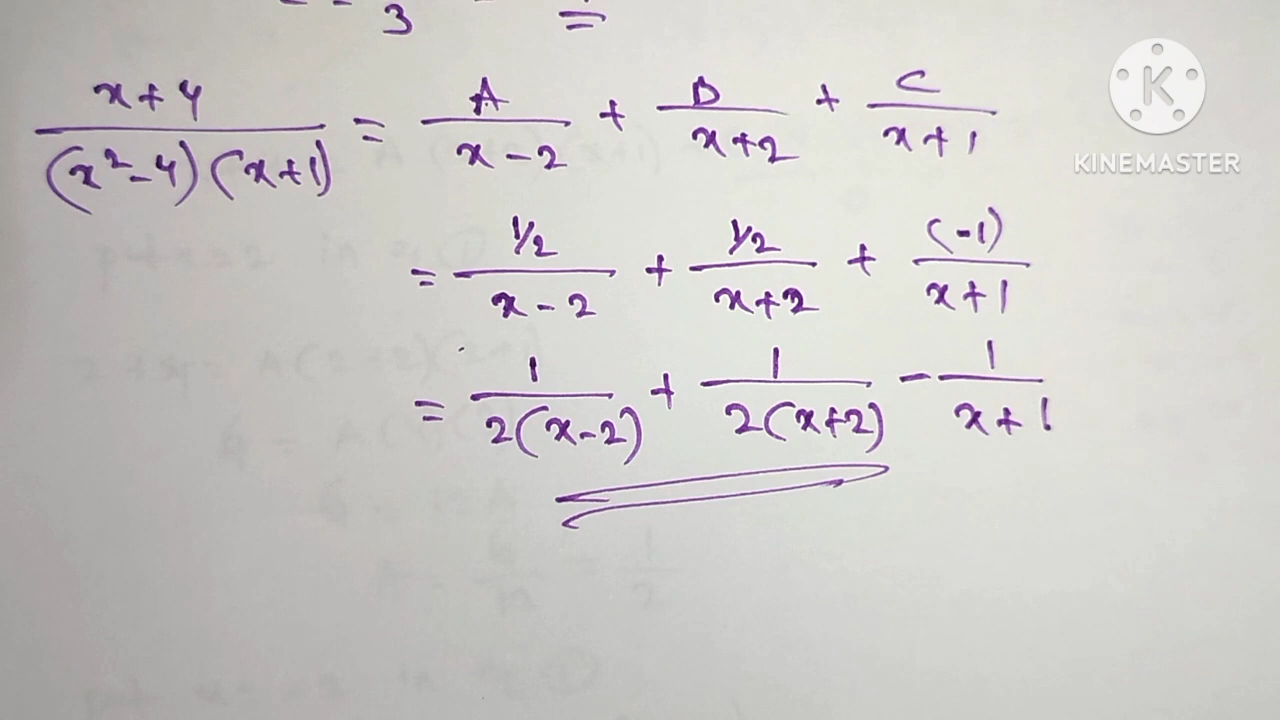 3 =
x+4 / (x²-4)(x+1) = A / x-2 + B / x+2 + C / x+1
= 1/2 / x-2 + 1/2 / x+2 + (-1) / x+1
= 1 / 2(x-2) + 1 / 2(x+2) - 1 / x+1
KINEMASTER